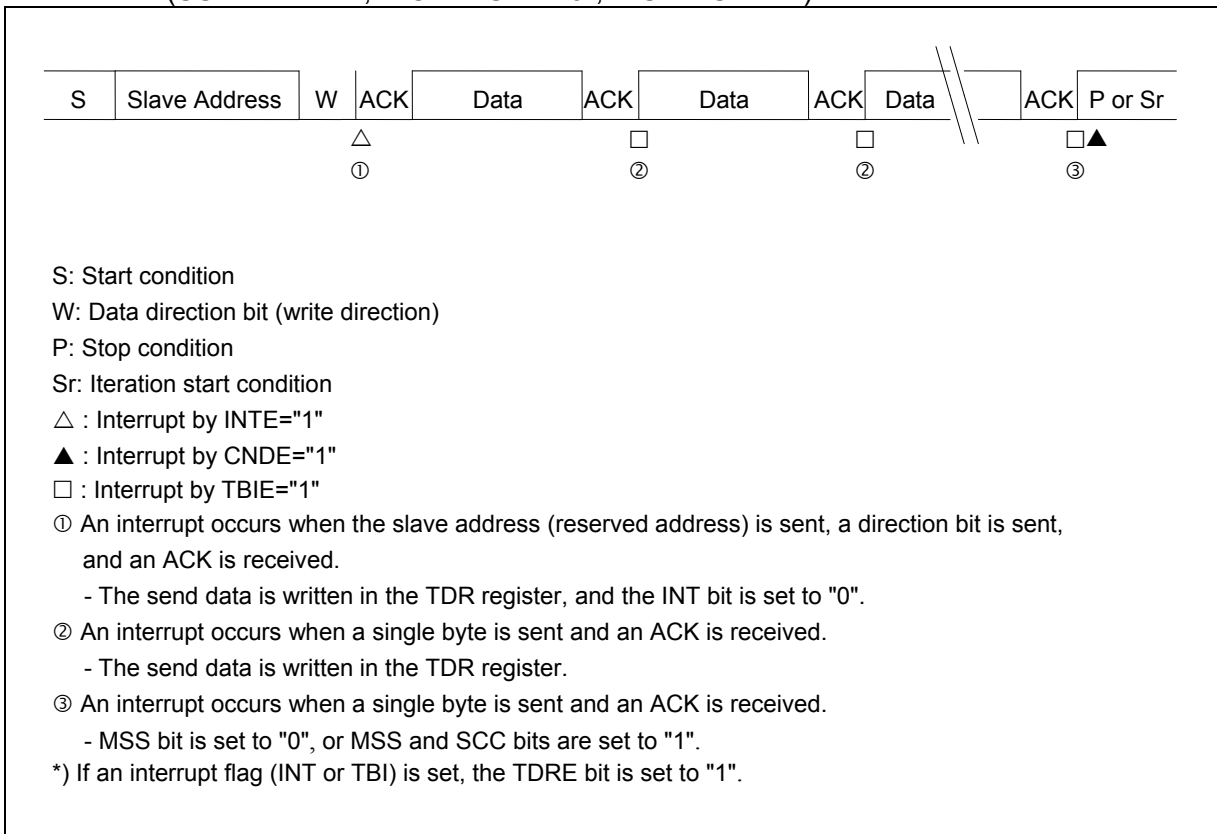 S Slave Address W ACK Data ACK Data ACK Data ACK P or Sr
△ □ □ □▲
① ② ② ③
S: Start condition
W: Data direction bit (write direction)
P: Stop condition
Sr: Iteration start condition
△ : Interrupt by INTE="1"
▲ : Interrupt by CNDE="1"
□ : Interrupt by TBIE="1"
① An interrupt occurs when the slave address (reserved address) is sent, a direction bit is sent,
and an ACK is received.
- The send data is written in the TDR register, and the INT bit is set to "0".
② An interrupt occurs when a single byte is sent and an ACK is received.
- The send data is written in the TDR register.
③ An interrupt occurs when a single byte is sent and an ACK is received.
- MSS bit is set to "0", or MSS and SCC bits are set to "1".
*) If an interrupt flag (INT or TBI) is set, the TDRE bit is set to "1".